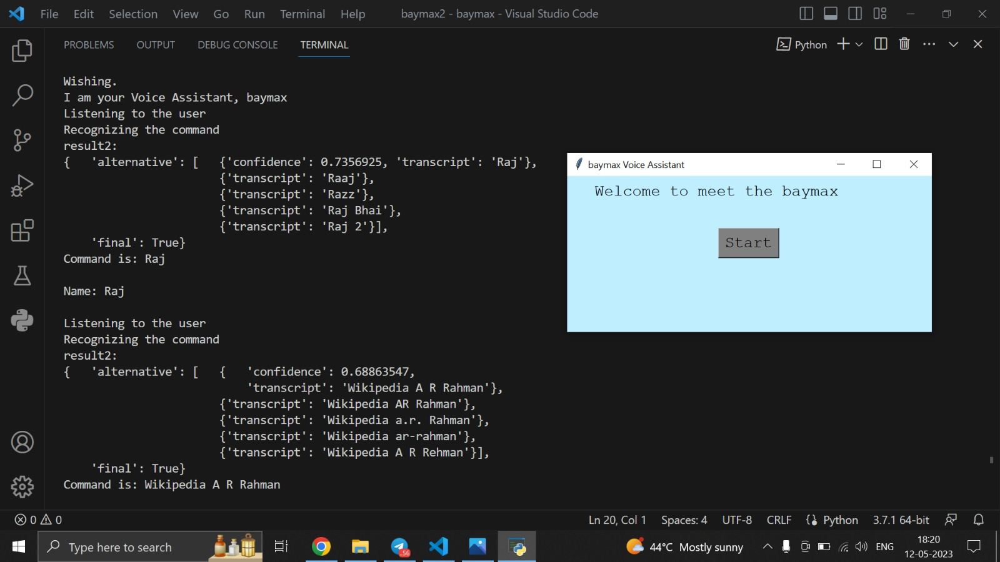 File Edit Selection View Go Run Terminal Help baymax2 - baymax - Visual Studio Code
PROBLEMS OUTPUT DEBUG CONSOLE TERMINAL Python
Wishing.
I am your Voice Assistant, baymax
Listening to the user
Recognizing the command
result2:
{   'alternative': [   {'confidence': 0.7356925, 'transcript': 'Raj'},
{'transcript': 'Raaj'},
{'transcript': 'Razz'},
{'transcript': 'Raj Bhai'},
{'transcript': 'Raj 2'}],
'final': True}
Command is: Raj
Name: Raj
Listening to the user
Recognizing the command
result2:
{   'alternative': [   {   'confidence': 0.68863547,
'transcript': 'Wikipedia A R Rahman'},
{'transcript': 'Wikipedia AR Rahman'},
{'transcript': 'Wikipedia a.r. Rahman'},
{'transcript': 'Wikipedia ar-rahman'},
{'transcript': 'Wikipedia A R Rehman'}],
'final': True}
Command is: Wikipedia A R Rahman
baymax Voice Assistant
Welcome to meet the baymax
Start
0 0 Ln 20, Col 1 Spaces: 4 UTF-8 CRLF Python 3.7.1 64-bit
Type here to search .56 44°C Mostly sunny ENG 18:20
12-05-2023